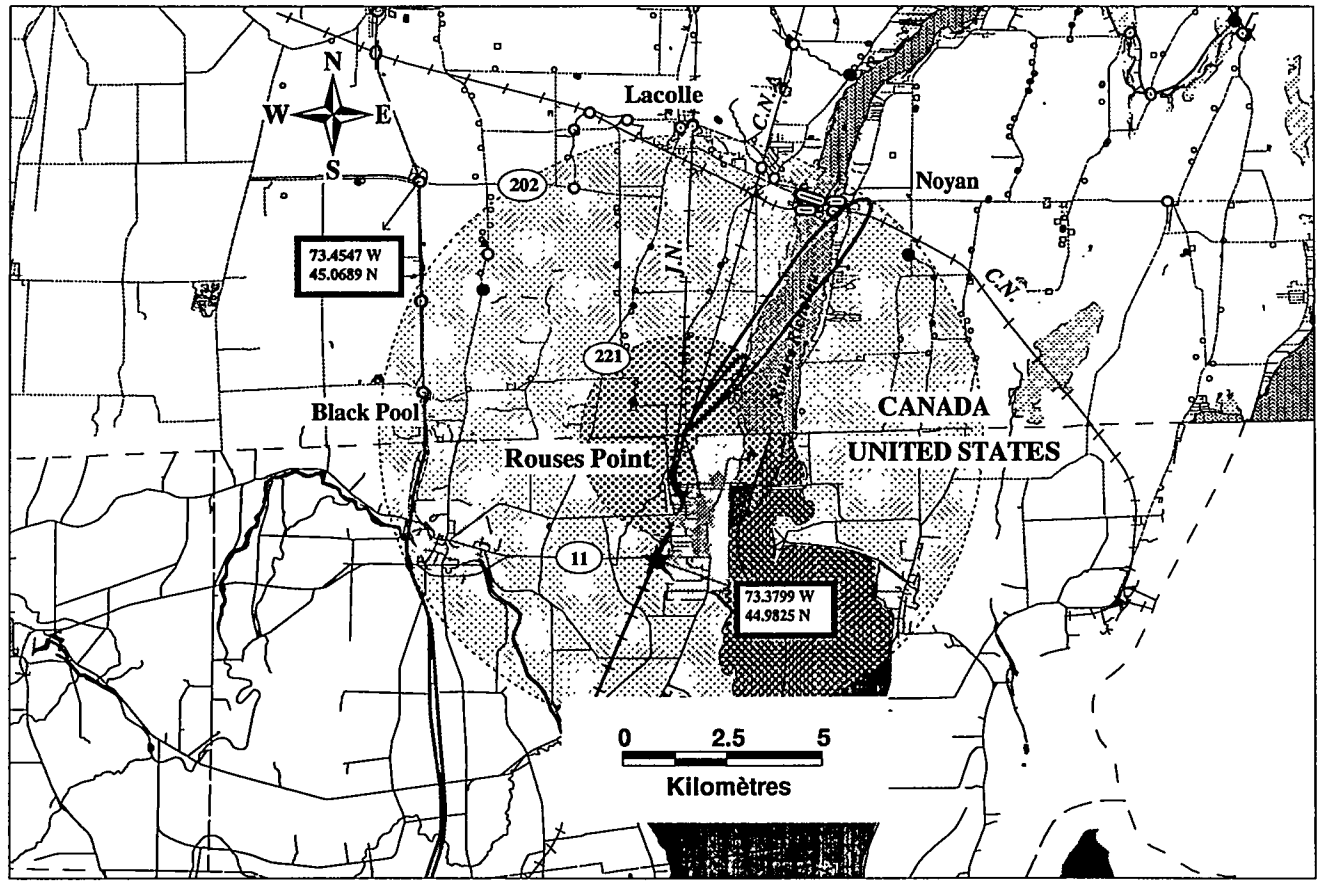 Lacolle
C.N.A
N
W E
S
202
Noyan
73.4547 W
45.0689 N
J.N.
C.N.
221
Black Pool
CANADA
Rouses Point
UNITED STATES
11
73.3799 W
44.9825 N
0 2.5 5
Kilomètres